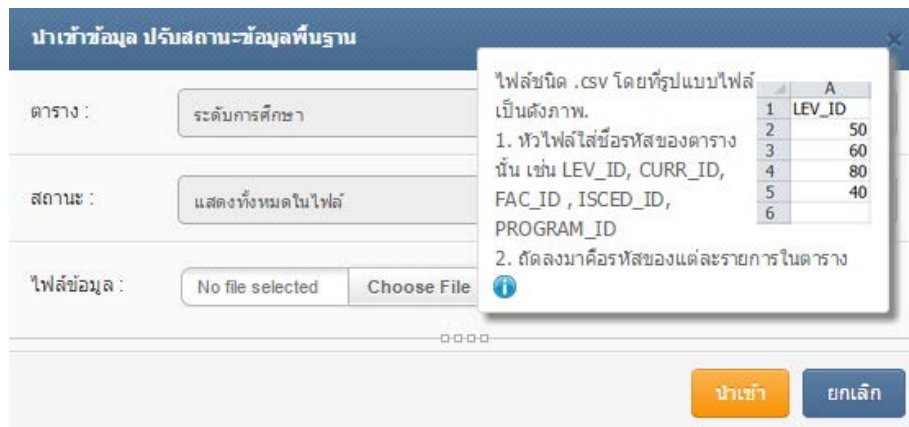 นำเข้าข้อมูล ปรับสถานะข้อมูลพื้นฐาน
ตาราง :
ระดับการศึกษา
สถานะ :
แสดงทั้งหมดในไฟล์
ไฟล์ข้อมูล :
No file selected
Choose File
ไฟล์ชนิด .csv โดยที่รูปแบบไฟล์
เป็นดังภาพ.
1. หัวไฟล์ใส่ชื่อรหัสของตาราง
นั้น เช่น LEV_ID, CURR_ID,
FAC_ID , ISCED_ID,
PROGRAM_ID
2. ถัดลงมาคือรหัสของแต่ละรายการในตาราง
A
1 LEV_ID
2 50
3 60
4 80
5 40
6
นำเข้า
ยกเลิก